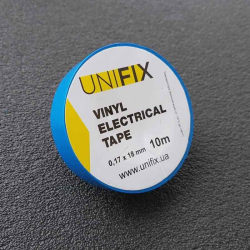 UNIFIX
VINYL
ELECTRICAL
TAPE
0,17 x 18 mm 10m
www.unifix.ua